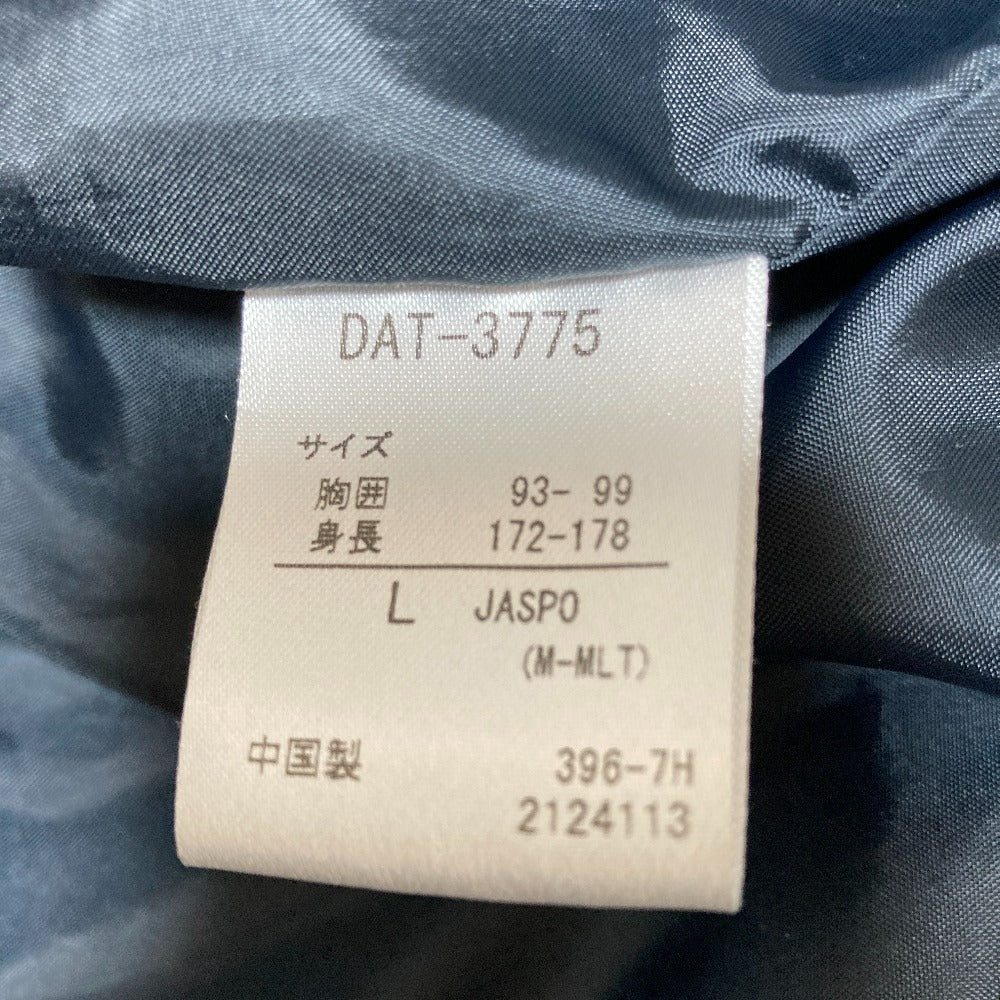 DAT-3775
サイズ
胸囲 93- 99
身長 172-178
L JASPO
(M-MLT)
中国製 396-7H
2124113